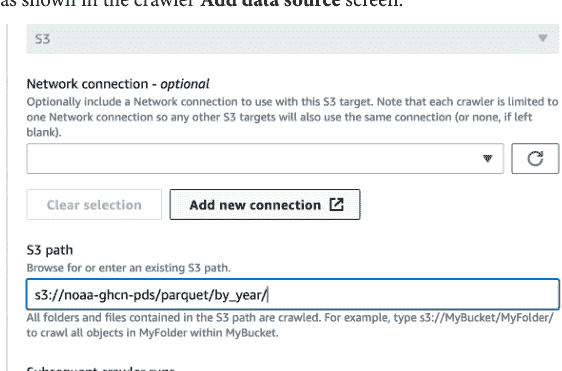 as shown in the crawler Add data source screen.
S3
Network connection - optional
Optionally include a Network connection to use with this S3 target. Note that each crawler is limited to
one Network connection so any other S3 targets will also use the same connection (or none, if left
blank).
Clear selection
Add new connection
S3 path
Browse for or enter an existing S3 path.
s3://noaa-ghcn-pds/parquet/by_year/
All folders and files contained in the S3 path are crawled. For example, type s3://MyBucket/MyFolder/
to crawl all objects in MyFolder within MyBucket.
Subsequent crawler runs